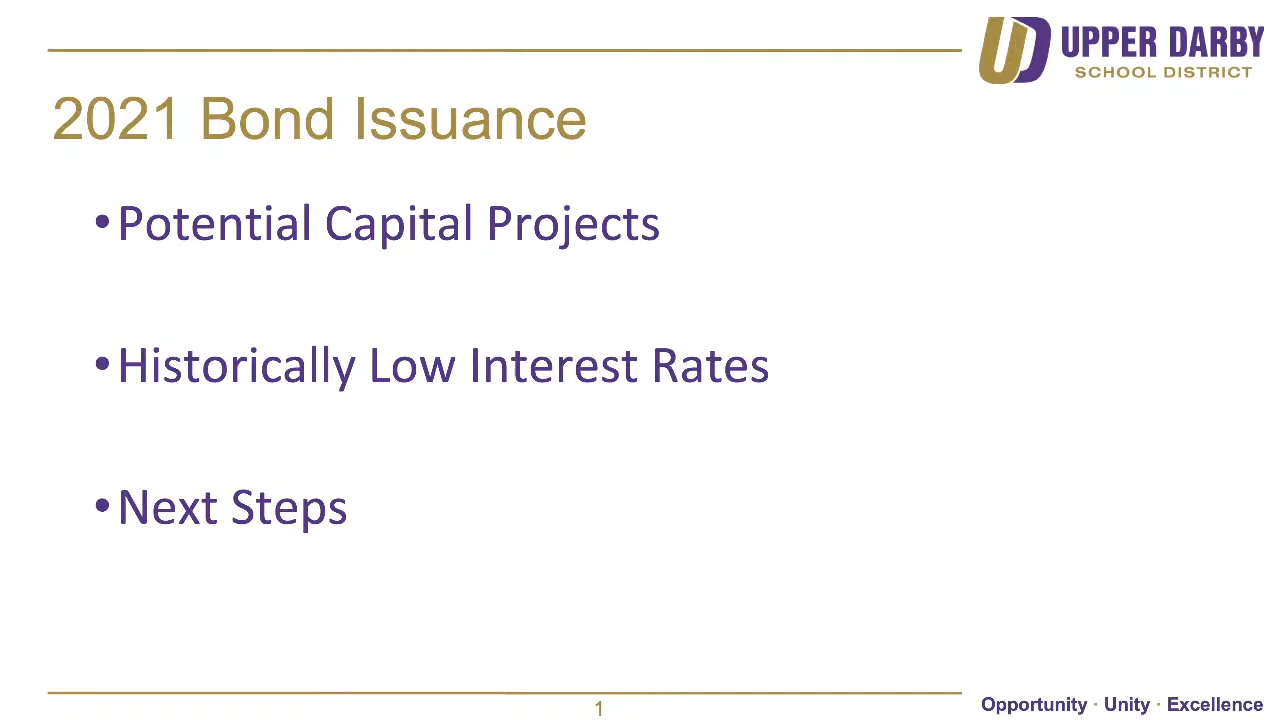 UPPER DARBY
SCHOOL DISTRICT
2021 Bond Issuance
•Potential Capital Projects
•Historically Low Interest Rates
•Next Steps
1
Opportunity · Unity · Excellence